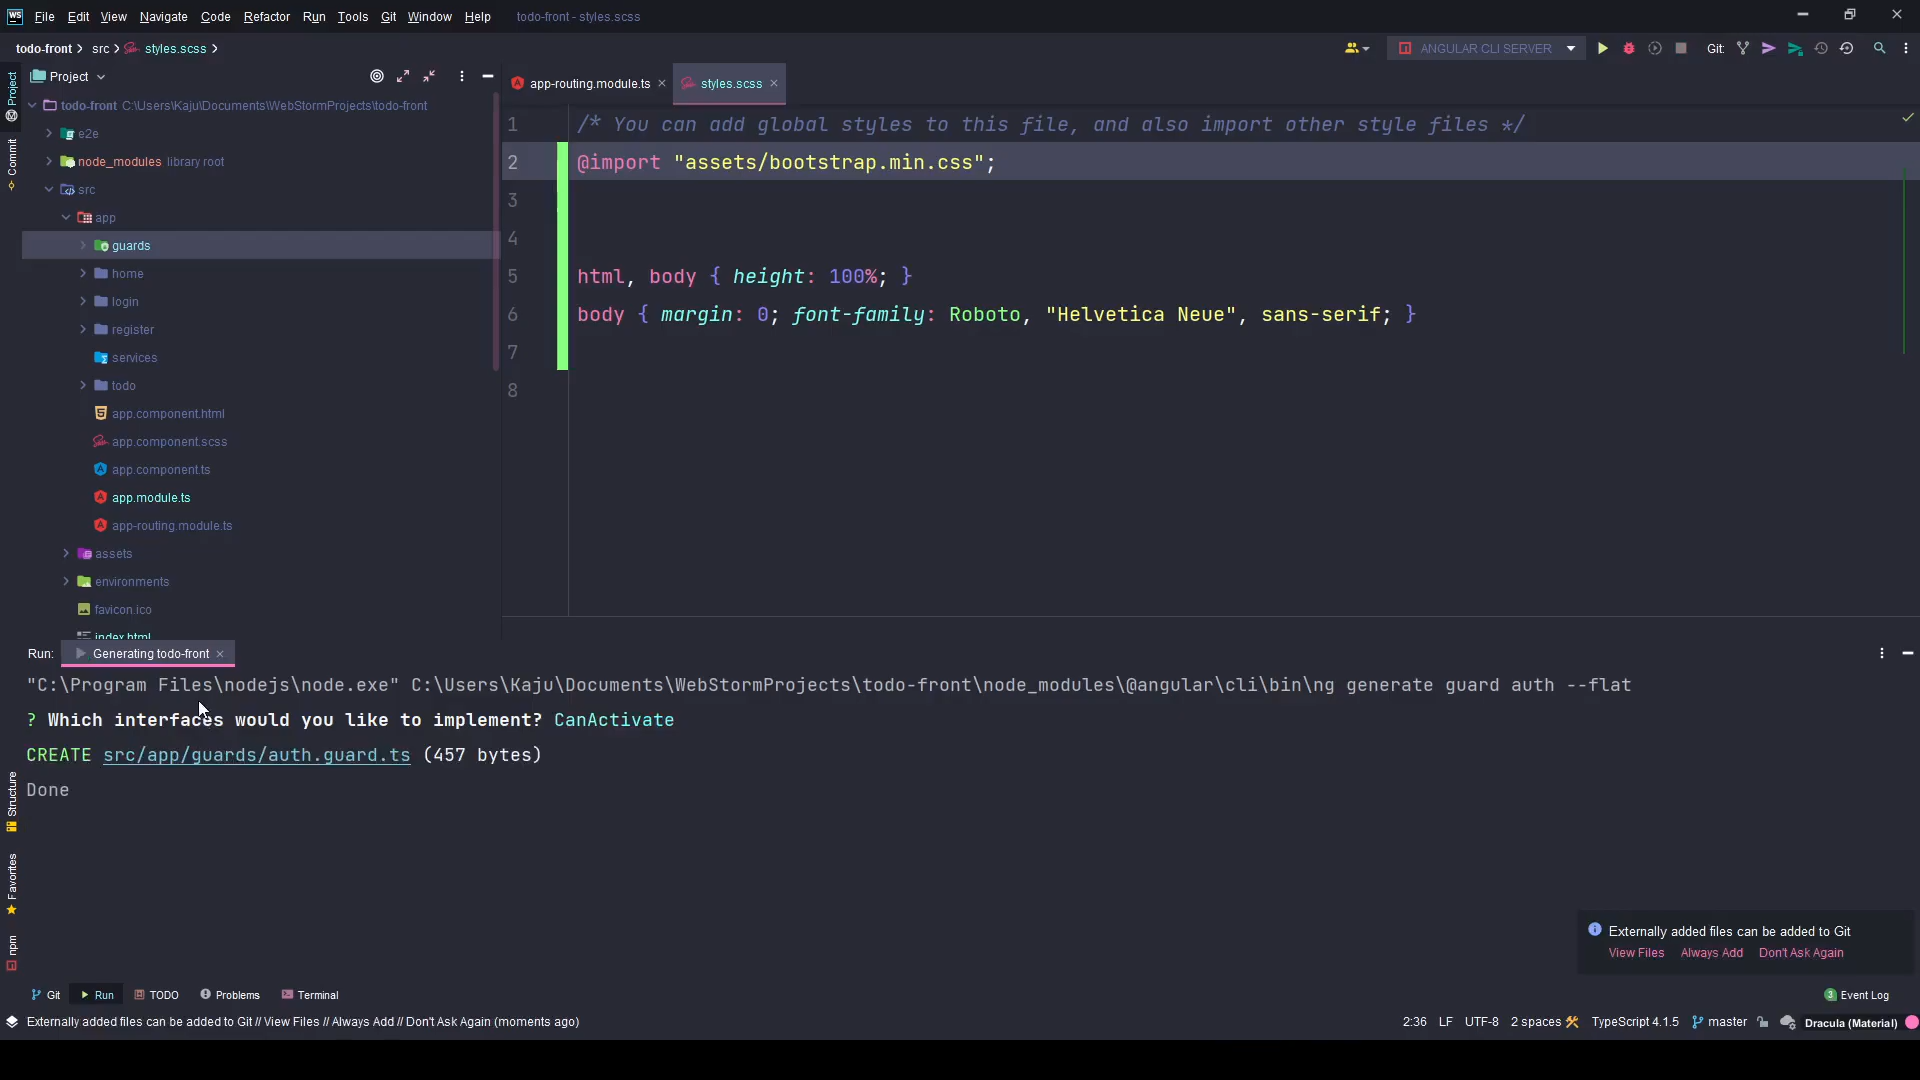 WS File Edit View Navigate Code Refactor Run Tools Git Window Help todo-front - styles.scss
todo-front src styles.scss
ANGULAR CLI SERVER Git:
Project
app-routing.module.ts styles.scss
Project
Commit
todo-front C:\Users\Kaju\Documents\WebStormProjects\todo-front
e2e
node_modules library root
src
app
guards
home
login
register
services
todo
app.component.html
app.component.scss
app.component.ts
app.module.ts
app-routing.module.ts
assets
environments
favicon.ico
index.html
1 /* You can add global styles to this file, and also import other style files */
2 @import "assets/bootstrap.min.css";
3
4
5 html, body { height: 100%; }
6 body { margin: 0; font-family: Roboto, "Helvetica Neue", sans-serif; }
7
8
Run: Generating todo-front
"C:\Program Files\nodejs\node.exe" C:\Users\Kaju\Documents\WebStormProjects\todo-front\node_modules\@angular\cli\bin\ng generate guard auth --flat
? Which interfaces would you like to implement? CanActivate
CREATE src/app/guards/auth.guard.ts (457 bytes)
Done
Structure
Favorites
npm
Externally added files can be added to Git
View Files Always Add Don't Ask Again
Git Run TODO Problems Terminal
3 Event Log
Externally added files can be added to Git // View Files // Always Add // Don't Ask Again (moments ago)
2:36 LF UTF-8 2 spaces TypeScript 4.1.5 master Dracula (Material)